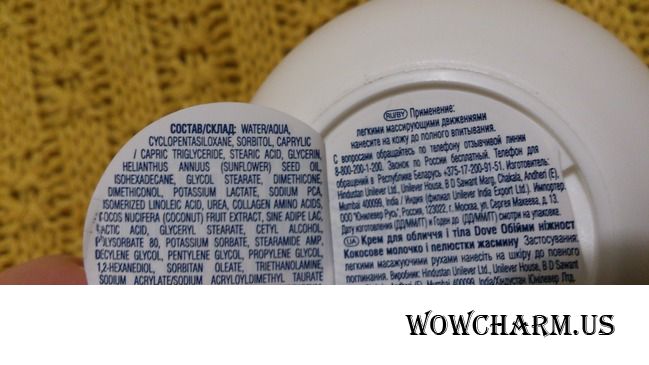 СОСТАВ/СКЛАД: WATER/AQUA,
CYCLOPENTASILOXANE, SORBITOL, CAPRYLIC
/ CAPRIC TRIGLYCERIDE, STEARIC ACID, GLYCERIN,
HELIANTHUS ANNUUS (SUNFLOWER) SEED OIL,
ISOHEXADECANE, GLYCOL STEARATE, DIMETHICONE,
DIMETHICONOL, POTASSIUM LACTATE, SODIUM PCA,
ISOMERIZED LINOLEIC ACID, UREA, COLLAGEN AMINO ACIDS,
COCOS NUCIFERA (COCONUT) FRUIT EXTRACT, SINE ADIPE LAC,
LACTIC ACID, GLYCERYL STEARATE, CETYL ALCOHOL,
POLYSORBATE 80, POTASSIUM SORBATE, STEARAMIDE AMP,
DECYLENE GLYCOL, PENTYLENE GLYCOL, PROPYLENE GLYCOL,
1,2-HEXANEDIOL, SORBITAN OLEATE, TRIETHANOLAMINE,
SODIUM ACRYLATE/SODIUM ACRYLOYLDIMETHYL TAURATE
RU/BY Применение:
легкими массирующими движениями
нанесите на кожу до полного впитывания.
С вопросами обращайтесь по телефону отзывчивой линии
8-800-200-1-200. Звонок по России бесплатный. Телефон для
обращений в Республику Беларусь +375-17-200-91-51. Изготовитель:
Hindustan Unilever Ltd., Unilever House, B D Sawant Marg, Chakala, Andheri (E),
Mumbai 400099, India / Индия (филиал Unilever India Export Ltd.). Импортер:
ООО "Юнилевер Русь", Россия, 123022, г. Москва, ул. Сергея Макеева, д. 13.
Дату изготовления (ДД/ММ/ГГ) и Годен до (ДД/ММ/ГГ) смотрите на упаковке.
UA Крем для обличчя і тіла Dove Обійми ніжності
Кокосове молочко і пелюстки жасмину Застосування:
легкими масажуючими рухами нанесіть на шкіру до повного
поглинання. Виробник: Hindustan Unilever Ltd., Unilever House, B D Sawant
Andheri (E), Mumbai 400099, India/Хіндустан Юнілевер Лтд,
WOWCHARM.US